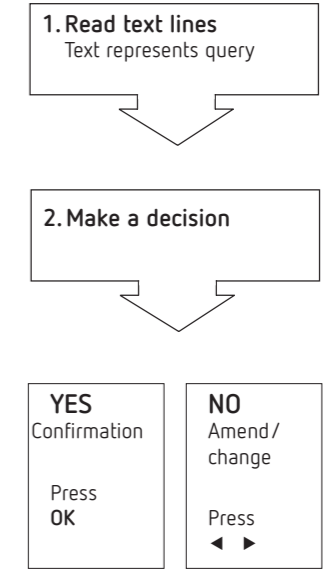 1. Read text lines
Text represents query
2. Make a decision
YES
Confirmation
Press
OK
NO
Amend/
change
Press
◄ ►